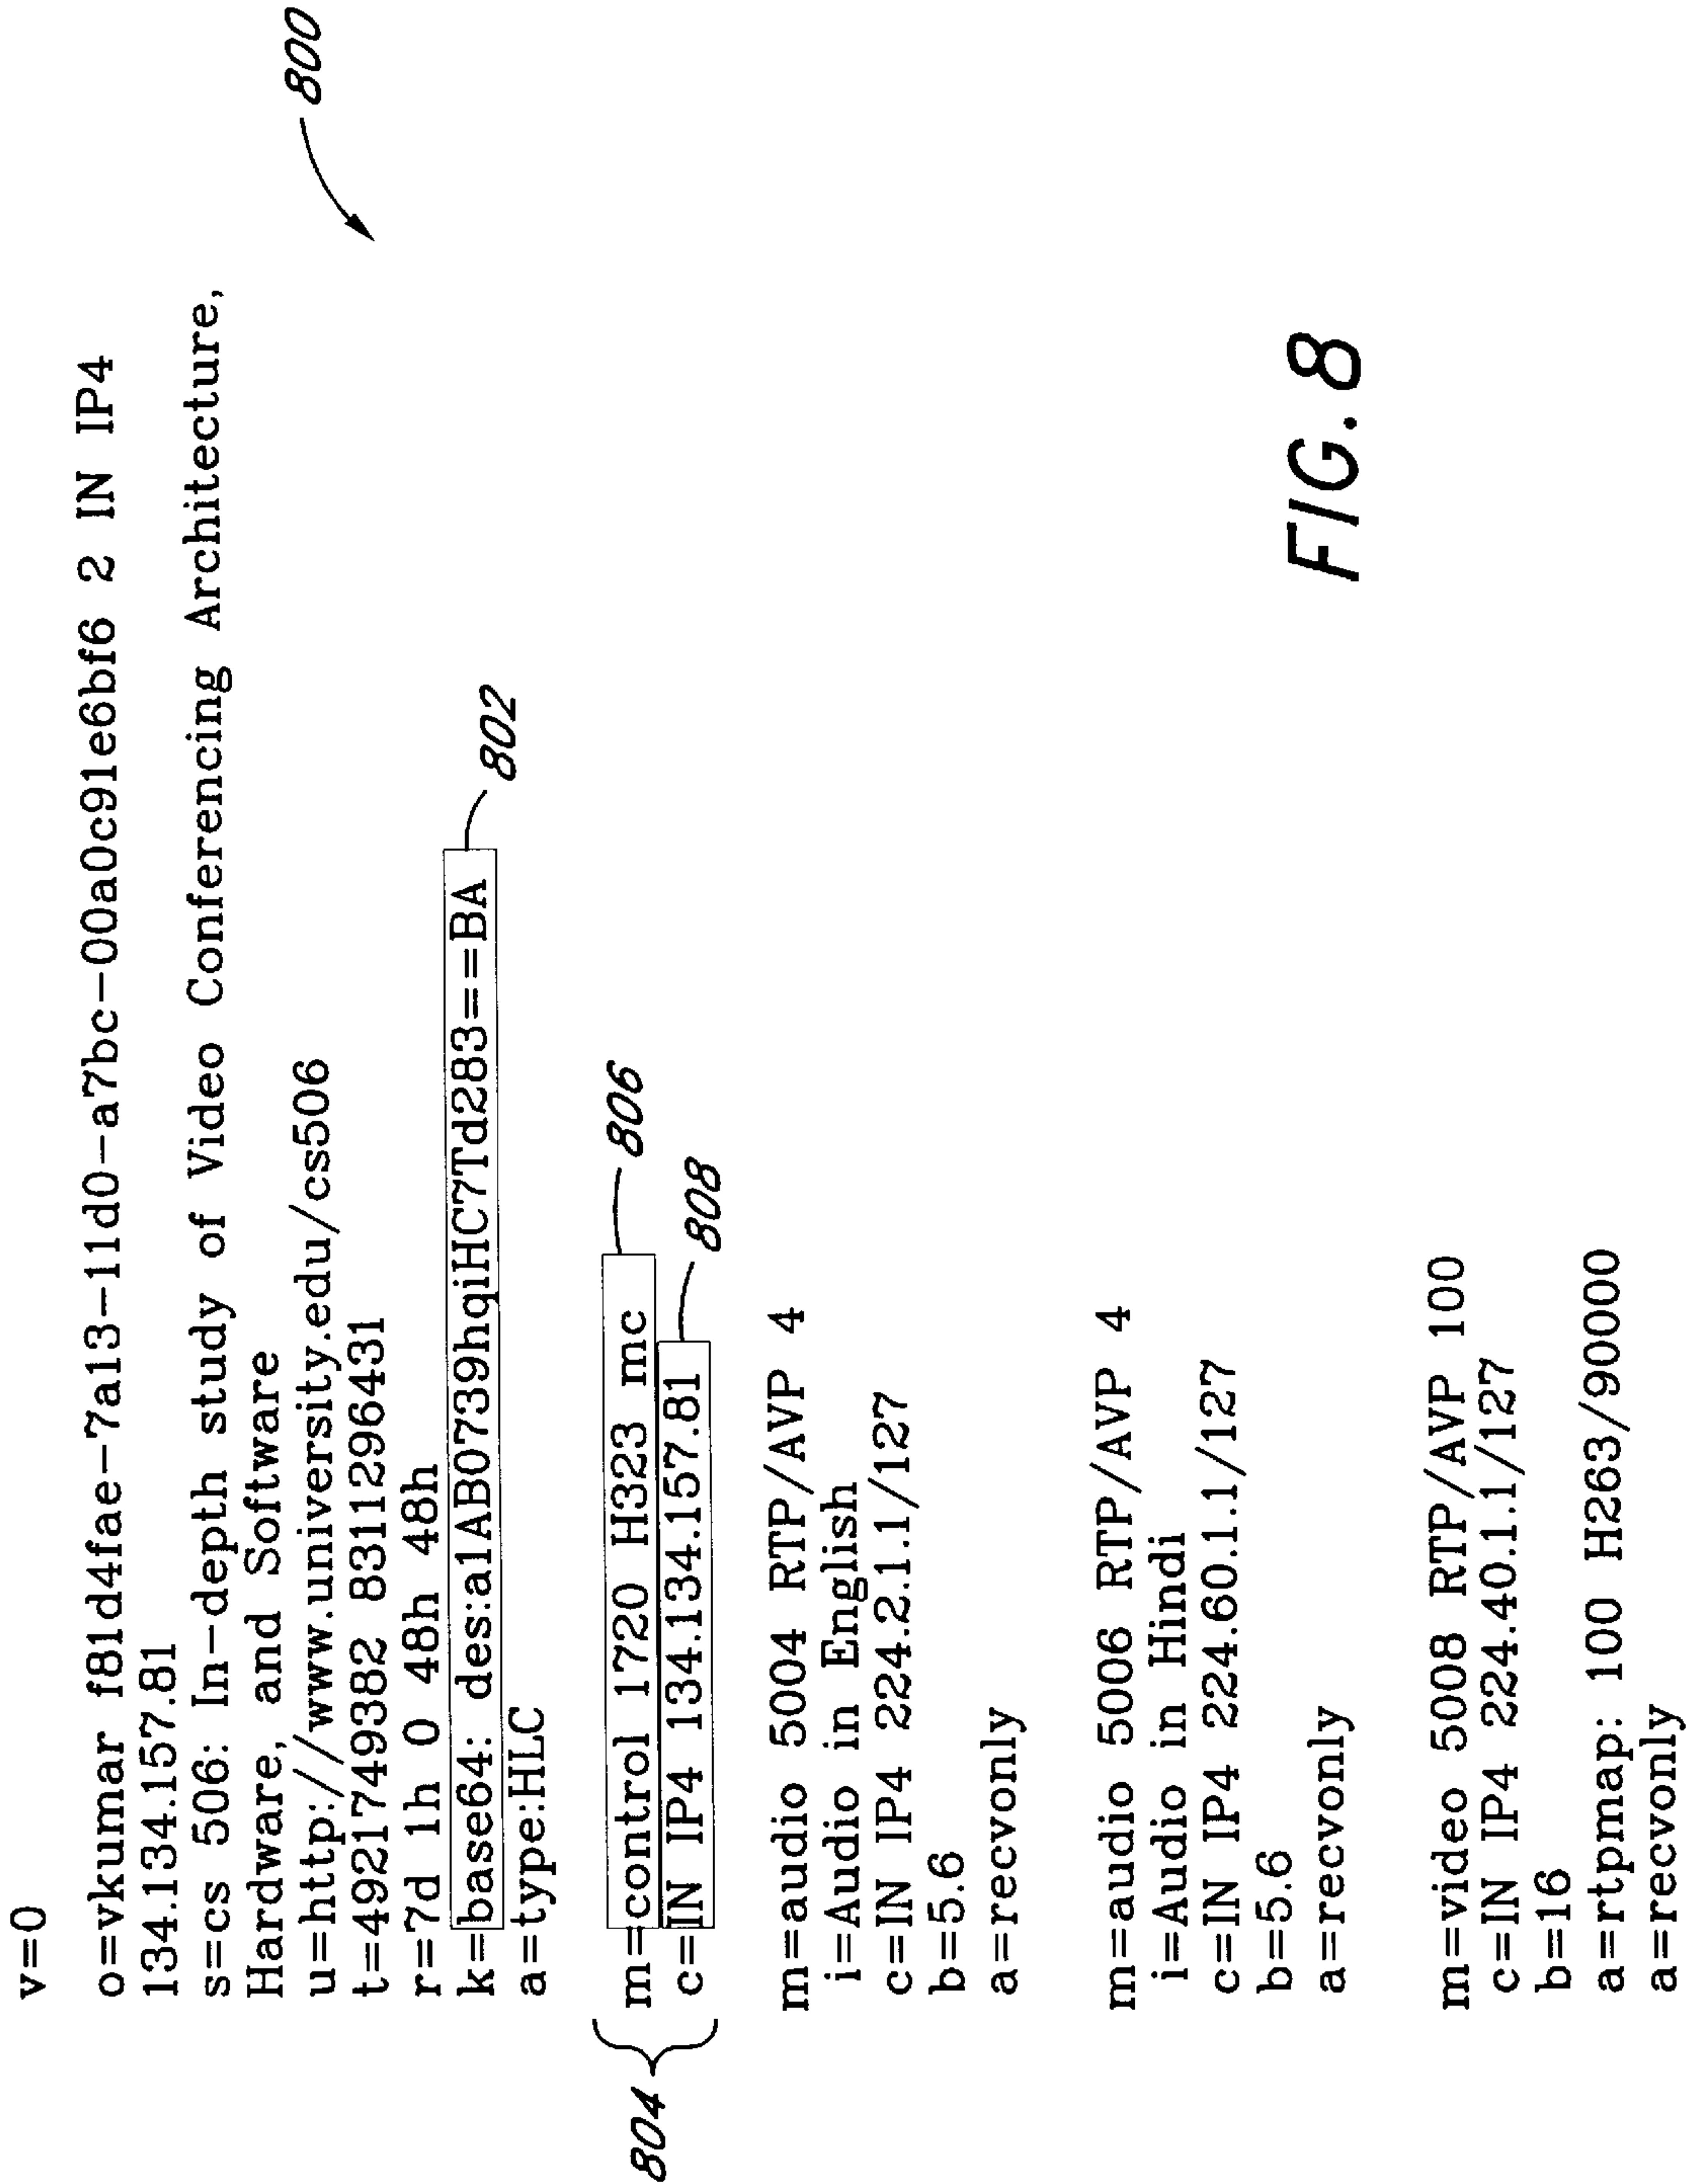 v=0
800
o=vkumar f81d4fae-7a13-11d0-a7bc-00a0c91e6bf6 2 IN IP4
134.134.157.81
s=cs 506: In-depth study of Video Conferencing Architecture,
Hardware, and Software
u=http://www.university.edu/cs506
t=4921749382 83112296431
r=7d 1h 0 48h 48h
k=base64: des:a1AB0739hqiHC7Td283==BA
802
a=type:HLC
804
m=control 1720 H323 mc
806
c=IN IP4 134.134.157.81
808
m=audio 5004 RTP/AVP 4
i=Audio in English
c=IN IP4 224.2.1.1/127
b=5.6
a=recvonly
m=audio 5006 RTP/AVP 4
i=Audio in Hindi
c=IN IP4 224.60.1.1/127
b=5.6
a=recvonly
m=video 5008 RTP/AVP 100
c=IN IP4 224.40.1.1/127
b=16
a=rtpmap: 100 H263/90000
a=recvonly
FIG. 8